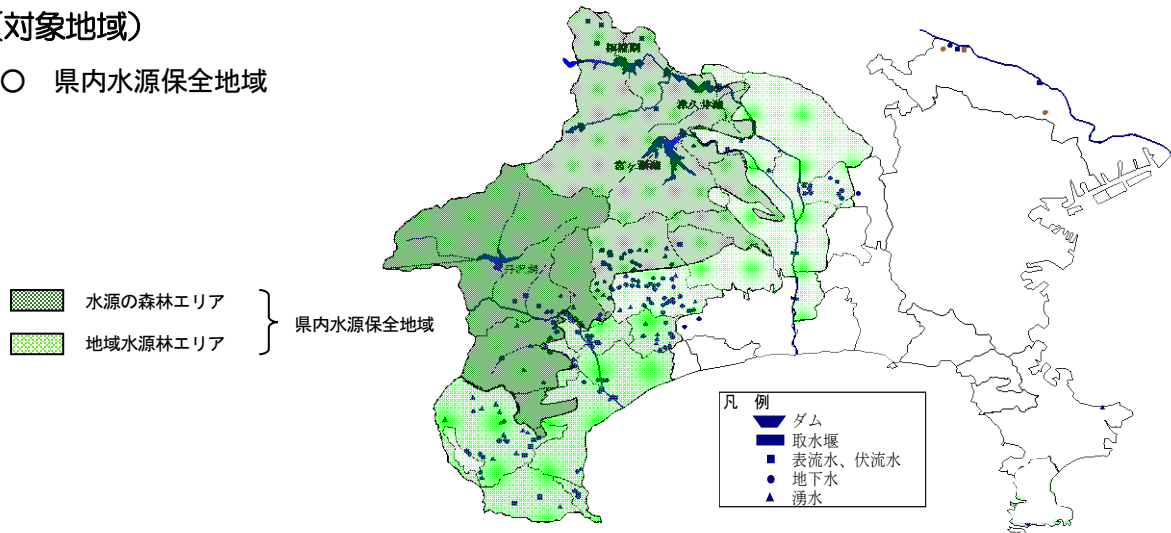 (対象地域)
○ 県内水源保全地域
相模湖
津久井湖
宮ヶ瀬湖
丹沢湖
水源の森林エリア
地域水源林エリア
県内水源保全地域
凡 例
ダム
取水堰
表流水、伏流水
地下水
湧水